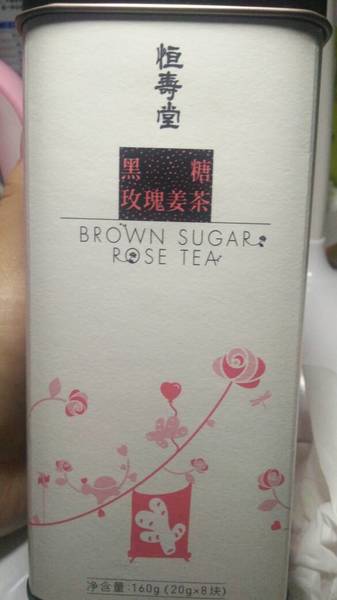 恒寿堂
黑糖
玫瑰姜茶
BROWN SUGAR
ROSE TEA
净含量:160g (20g×8块)